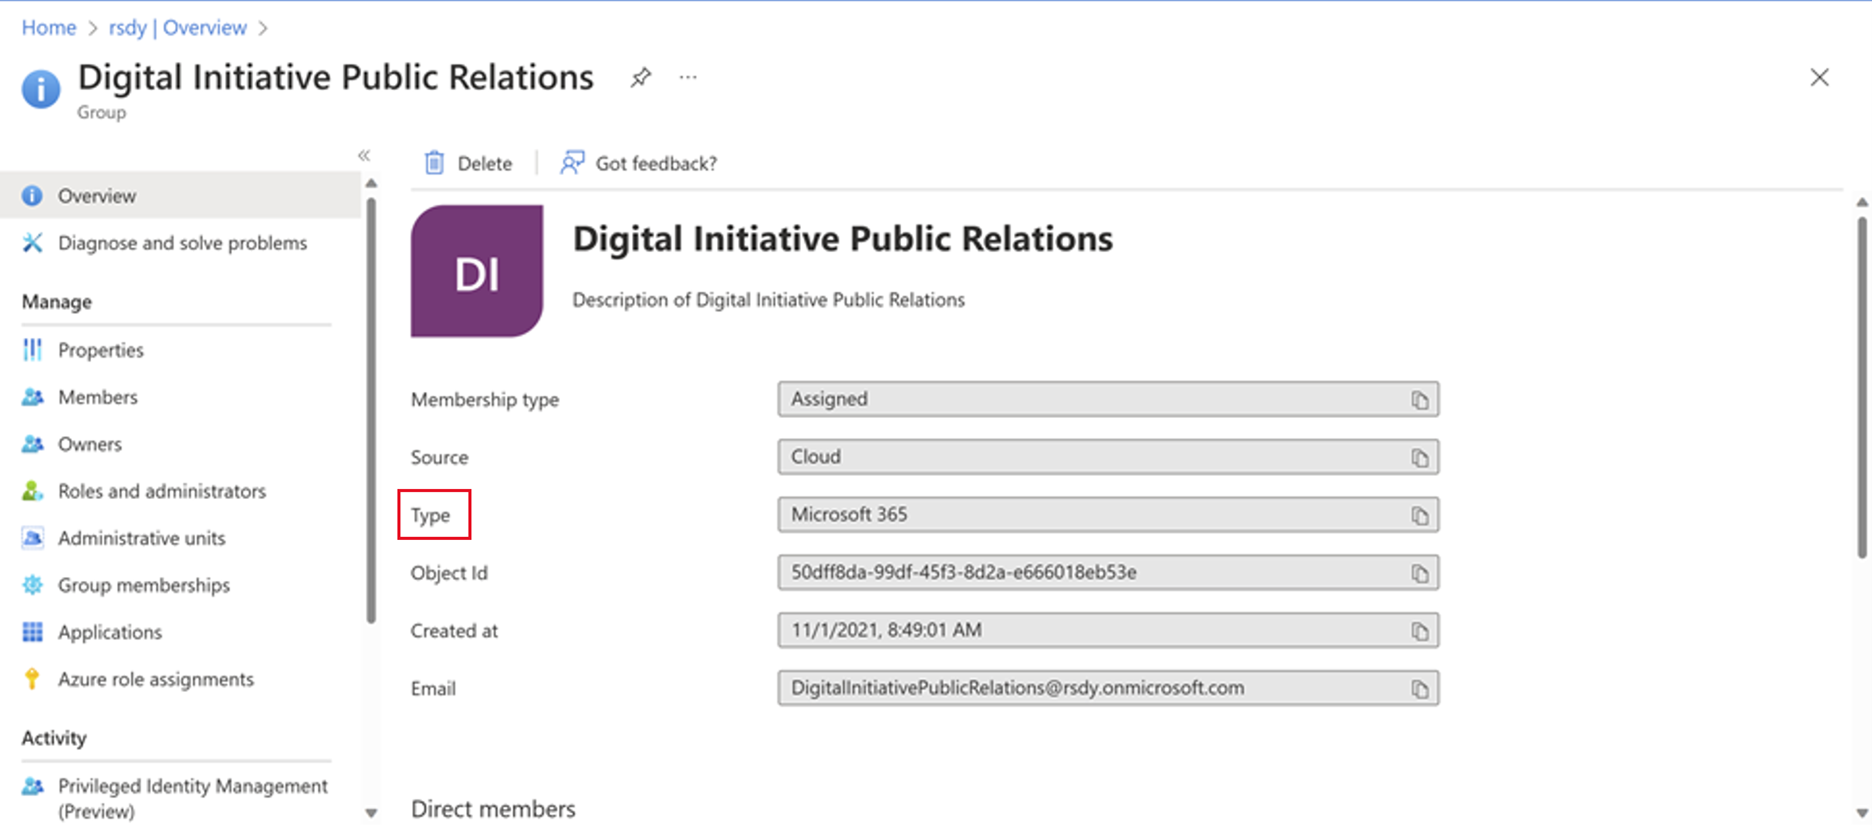 Home > rsdy | Overview >
Digital Initiative Public Relations
Group
Delete
Got feedback?
Overview
Diagnose and solve problems
Manage
Properties
Members
Owners
Roles and administrators
Administrative units
Group memberships
Applications
Azure role assignments
Activity
Privileged Identity Management
(Preview)
DI
Digital Initiative Public Relations
Description of Digital Initiative Public Relations
Membership type Assigned
Source Cloud
Type Microsoft 365
Object Id 50dff8da-99df-45f3-8d2a-e666018eb53e
Created at 11/1/2021, 8:49:01 AM
Email DigitalInitiativePublicRelations@rsdy.onmicrosoft.com
Direct members